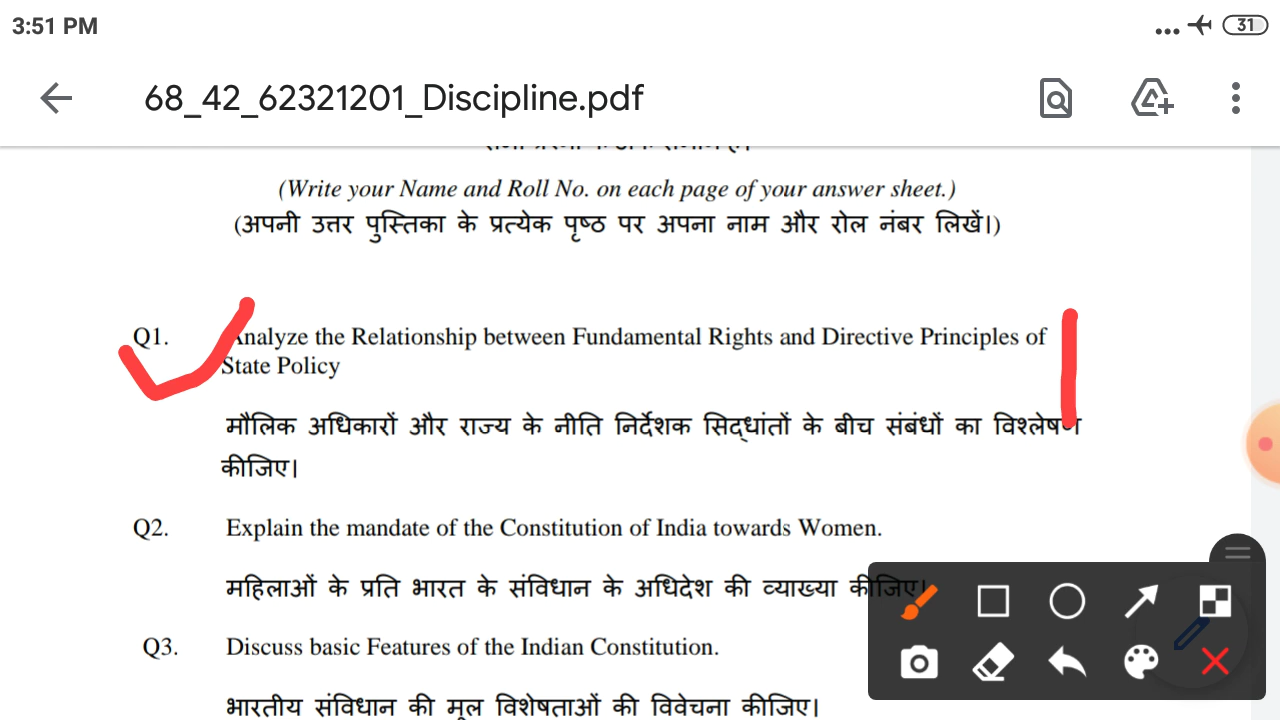 3:51 PM
31
68_42_62321201_Discipline.pdf
(Write your Name and Roll No. on each page of your answer sheet.)
(अपनी उत्तर पुस्तिका के प्रत्येक पृष्ठ पर अपना नाम और रोल नंबर लिखें।)
Q1. Analyze the Relationship between Fundamental Rights and Directive Principles of
State Policy
मौलिक अधिकारों और राज्य के नीति निर्देशक सिद्धांतों के बीच संबंधों का विश्लेषण
कीजिए।
Q2. Explain the mandate of the Constitution of India towards Women.
महिलाओं के प्रति भारत के संविधान के अधिदेश की व्याख्या कीजिए।
Q3. Discuss basic Features of the Indian Constitution.
भारतीय संविधान की मूल विशेषताओं की विवेचना कीजिए।